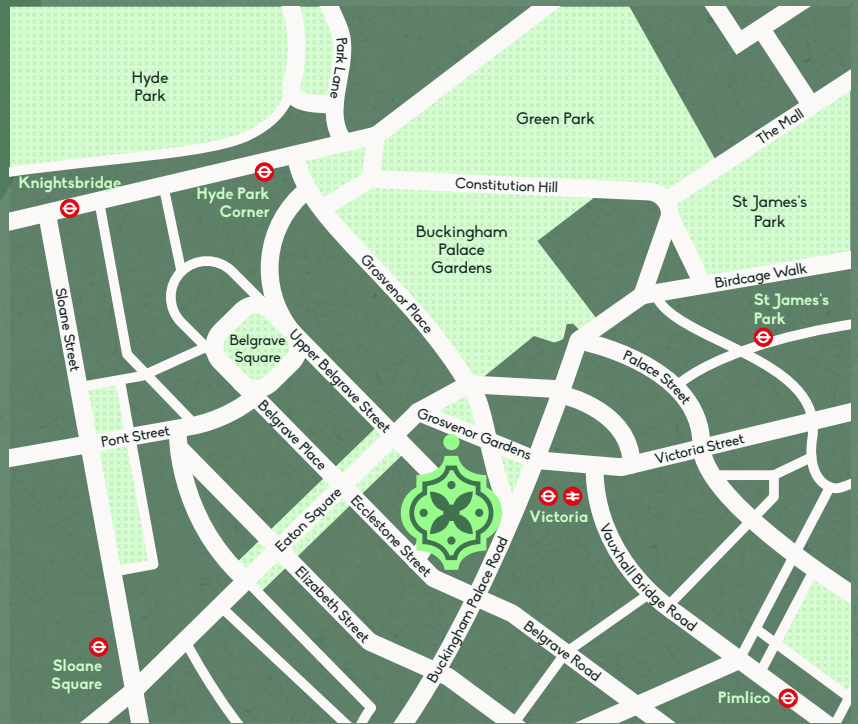 Hyde
Park
Park Lane
Green Park
The Mall
Knightsbridge
Hyde Park
Corner
Constitution Hill
St James's
Park
Buckingham
Palace
Gardens
Birdcage Walk
Grosvenor Place
Sloane Street
St James's
Park
Belgrave
Square
Upper Belgrave Street
Palace Street
Belgrave Place
Grosvenor Gardens
Pont Street
Victoria Street
Eaton Square
Ecclestone Street
Victoria
Vauxhall Bridge Road
Elizabeth Street
Buckingham Palace Road
Belgrave Road
Sloane
Square
Pimlico